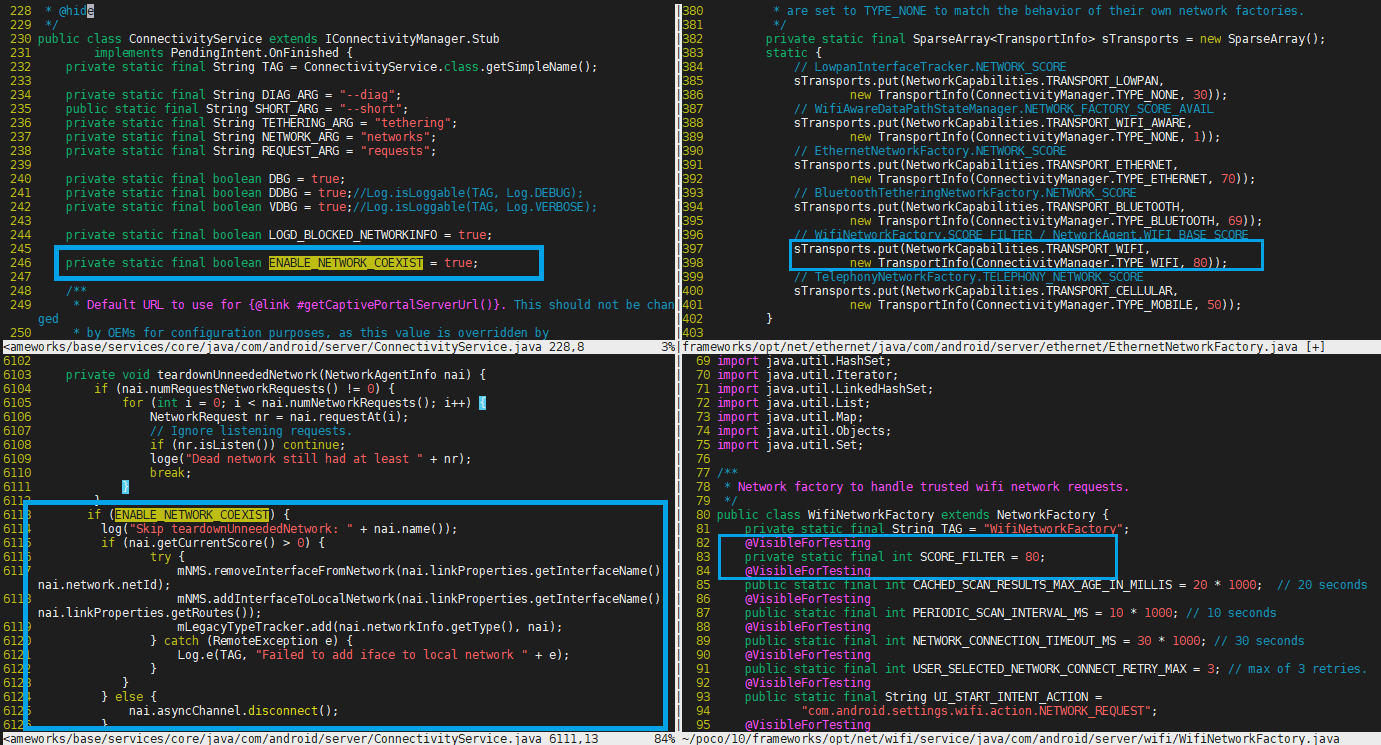 228  * @hide
229  */
230 public class ConnectivityService extends IConnectivityManager.Stub
231         implements PendingIntent.OnFinished {
232     private static final String TAG = ConnectivityService.class.getSimpleName();
233
234     private static final String DIAG_ARG = "--diag";
235     public static final String SHORT_ARG = "--short";
236     private static final String TETHERING_ARG = "tethering";
237     private static final String NETWORK_ARG = "networks";
238     private static final String REQUEST_ARG = "requests";
239
240     private static final boolean DBG = true;
241     private static final boolean DDBG = true;//Log.isLoggable(TAG, Log.DEBUG);
242     private static final boolean VDBG = true;//Log.isLoggable(TAG, Log.VERBOSE);
243
244     private static final boolean LOGD_BLOCKED_NETWORKINFO = true;
245
246     private static final boolean ENABLE_NETWORK_COEXIST = true;
247
248     /**
249      * Default URL to use for {@link #getCaptivePortalServerUrl()}. This should not be chan
ged
250      * by OEMs for configuration purposes, as this value is overridden by
<ameworks/base/services/core/java/com/android/server/ConnectivityService.java 228,8 3%
6102
6103     private void teardownUnneededNetwork(NetworkAgentInfo nai) {
6104         if (nai.numRequestNetworkRequests() != 0) {
6105             for (int i = 0; i < nai.numNetworkRequests(); i++) {
6106                 NetworkRequest nr = nai.requestAt(i);
6107                 // Ignore listening requests.
6108                 if (nr.isListen()) continue;
6109                 loge("Dead network still had at least " + nr);
6110                 break;
6111             }
6112         }
6113        if (ENABLE_NETWORK_COEXIST) {
6114          log("Skip teardownUnneededNetwork: " + nai.name());
6115          if (nai.getCurrentScore() > 0) {
6116                 try {
6117                     mNMS.removeInterfaceFromNetwork(nai.linkProperties.getInterfaceName()
nai.network.netId);
6118                     mNMS.addInterfaceToLocalNetwork(nai.linkProperties.getInterfaceName()
nai.linkProperties.getRoutes());
6119                     mLegacyTypeTracker.add(nai.networkInfo.getType(), nai);
6120                 } catch (RemoteException e) {
6121                     Log.e(TAG, "Failed to add iface to local network " + e);
6122                 }
6123             }
6124          } else {
6125              nai.asyncChannel.disconnect();
6126          }
<ameworks/base/services/core/java/com/android/server/ConnectivityService.java 6111,13 84%
380      * are set to TYPE_NONE to match the behavior of their own network factories.
381      */
382     private static final SparseArray<TransportInfo> sTransports = new SparseArray();
383     static {
384         // LowpanInterfaceTracker.NETWORK_SCORE
385         sTransports.put(NetworkCapabilities.TRANSPORT_LOWPAN,
386                 new TransportInfo(ConnectivityManager.TYPE_NONE, 30));
387         // WifiAwareDataPathStateManager.NETWORK_FACTORY_SCORE_AVAIL
388         sTransports.put(NetworkCapabilities.TRANSPORT_WIFI_AWARE,
389                 new TransportInfo(ConnectivityManager.TYPE_NONE, 1));
390         // EthernetNetworkFactory.NETWORK_SCORE
391         sTransports.put(NetworkCapabilities.TRANSPORT_ETHERNET,
392                 new TransportInfo(ConnectivityManager.TYPE_ETHERNET, 70));
393         // BluetoothTetheringNetworkFactory.NETWORK_SCORE
394         sTransports.put(NetworkCapabilities.TRANSPORT_BLUETOOTH,
395                 new TransportInfo(ConnectivityManager.TYPE_BLUETOOTH, 69));
396         // WifiNetworkFactory.SCORE_FILTER / NetworkAgent.WIFI_BASE_SCORE
397         sTransports.put(NetworkCapabilities.TRANSPORT_WIFI,
398                 new TransportInfo(ConnectivityManager.TYPE_WIFI, 80));
399         // TelephonyNetworkFactory.TELEPHONY_NETWORK_SCORE
400         sTransports.put(NetworkCapabilities.TRANSPORT_CELLULAR,
401                 new TransportInfo(ConnectivityManager.TYPE_MOBILE, 50));
402     }
403
frameworks/opt/net/ethernet/java/com/android/server/ethernet/EthernetNetworkFactory.java [+]
69 import java.util.HashSet;
70 import java.util.Iterator;
71 import java.util.LinkedHashSet;
72 import java.util.List;
73 import java.util.Map;
74 import java.util.Objects;
75 import java.util.Set;
76
77 /**
78  * Network factory to handle trusted wifi network requests.
79  */
80 public class WifiNetworkFactory extends NetworkFactory {
81     private static final String TAG = "WifiNetworkFactory";
82     @VisibleForTesting
83     private static final int SCORE_FILTER = 80;
84     @VisibleForTesting
85     public static final int CACHED_SCAN_RESULTS_MAX_AGE_IN_MILLIS = 20 * 1000;  // 20 seconds
86     @VisibleForTesting
87     public static final int PERIODIC_SCAN_INTERVAL_MS = 10 * 1000; // 10 seconds
88     @VisibleForTesting
89     public static final int NETWORK_CONNECTION_TIMEOUT_MS = 30 * 1000; // 30 seconds
90     @VisibleForTesting
91     public static final int USER_SELECTED_NETWORK_CONNECT_RETRY_MAX = 3; // max of 3 retries.
92     @VisibleForTesting
93     public static final String UI_START_INTENT_ACTION =
94             "com.android.settings.wifi.action.NETWORK_REQUEST";
95     @VisibleForTesting
~/poco/10/frameworks/opt/net/wifi/service/java/com/android/server/wifi/WifiNetworkFactory.java